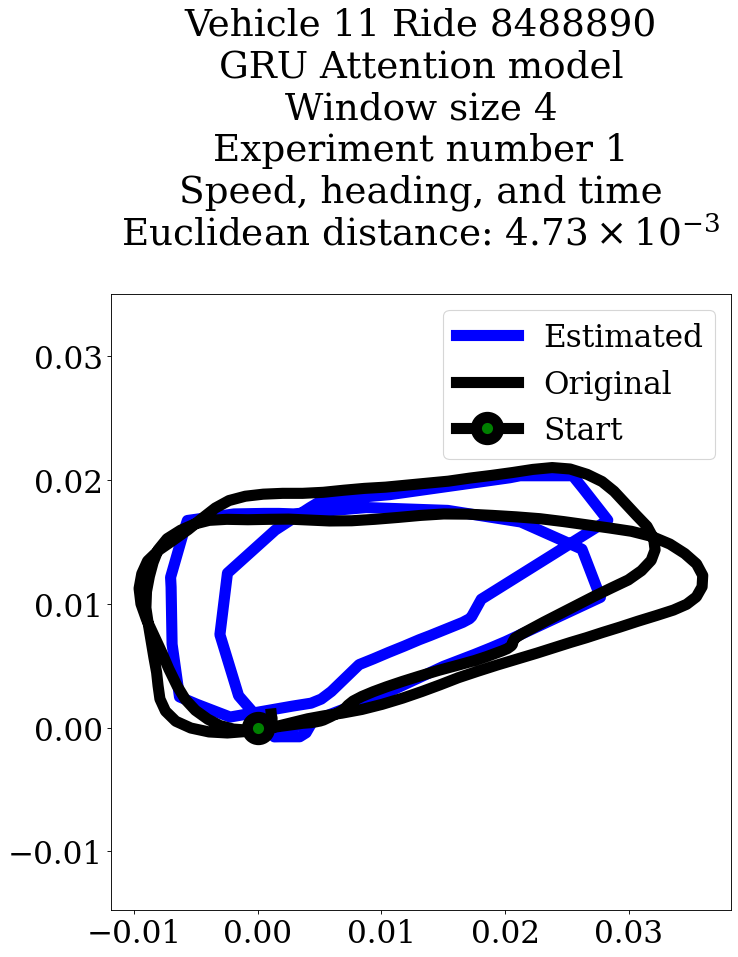 Vehicle 11 Ride 8488890
GRU Attention model
Window size 4
Experiment number 1
Speed, heading, and time
Euclidean distance: 4.73 × 10⁻³
Estimated
Original
Start
0.03
0.02
0.01
0.00
−0.01
−0.01 0.00 0.01 0.02 0.03